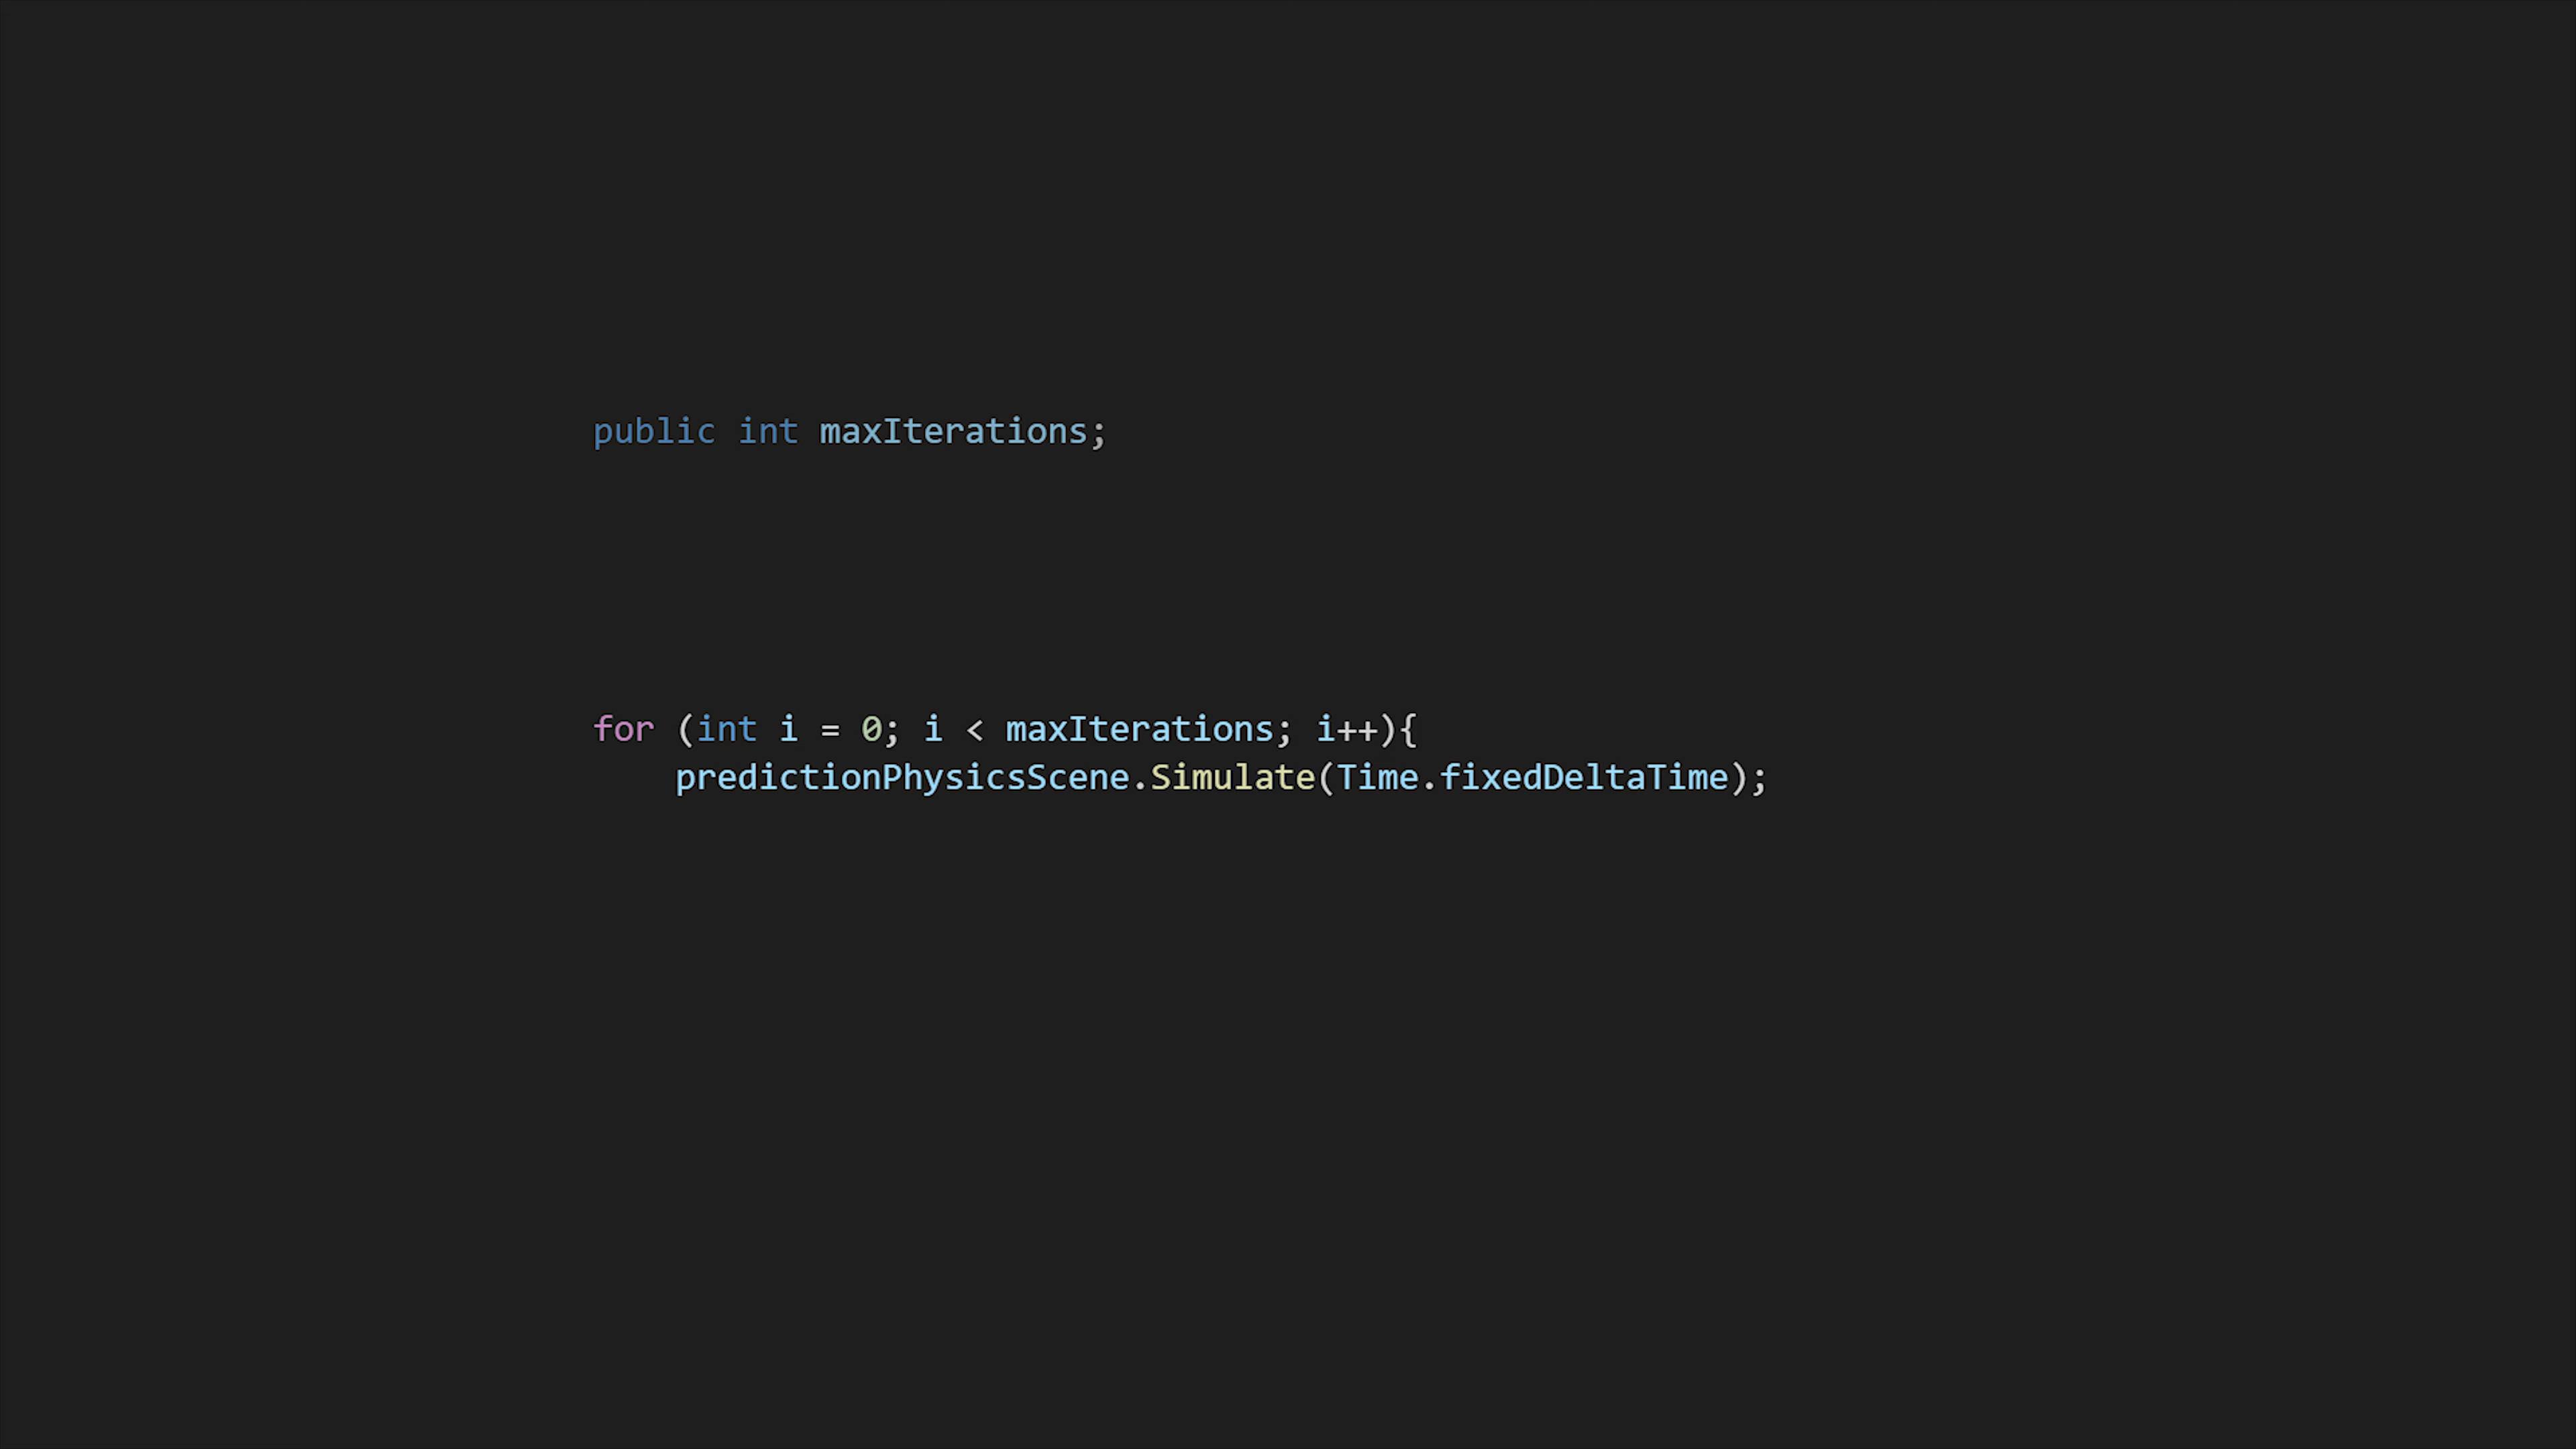 public int maxIterations;
for (int i = 0; i < maxIterations; i++){
    predictionPhysicsScene.Simulate(Time.fixedDeltaTime);